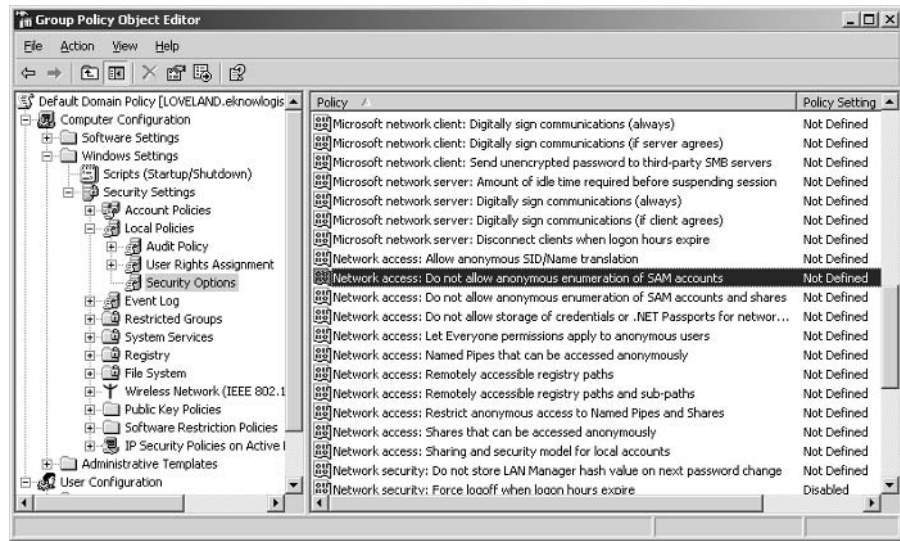 Group Policy Object Editor
File Action View Help
Default Domain Policy [LOVELAND.eknowlogis
Computer Configuration
Software Settings
Windows Settings
Scripts (Startup/Shutdown)
Security Settings
Account Policies
Local Policies
Audit Policy
User Rights Assignment
Security Options
Event Log
Restricted Groups
System Services
Registry
File System
Wireless Network (IEEE 802.1
Public Key Policies
Software Restriction Policies
IP Security Policies on Active
Administrative Templates
User Configuration
Policy Policy Setting
Microsoft network client: Digitally sign communications (always) Not Defined
Microsoft network client: Digitally sign communications (if server agrees) Not Defined
Microsoft network client: Send unencrypted password to third-party SMB servers Not Defined
Microsoft network server: Amount of idle time required before suspending session Not Defined
Microsoft network server: Digitally sign communications (always) Not Defined
Microsoft network server: Digitally sign communications (if client agrees) Not Defined
Microsoft network server: Disconnect clients when logon hours expire Not Defined
Network access: Allow anonymous SID/Name translation Not Defined
Network access: Do not allow anonymous enumeration of SAM accounts Not Defined
Network access: Do not allow anonymous enumeration of SAM accounts and shares Not Defined
Network access: Do not allow storage of credentials or .NET Passports for networ... Not Defined
Network access: Let Everyone permissions apply to anonymous users Not Defined
Network access: Named Pipes that can be accessed anonymously Not Defined
Network access: Remotely accessible registry paths Not Defined
Network access: Remotely accessible registry paths and sub-paths Not Defined
Network access: Restrict anonymous access to Named Pipes and Shares Not Defined
Network access: Shares that can be accessed anonymously Not Defined
Network access: Sharing and security model for local accounts Not Defined
Network security: Do not store LAN Manager hash value on next password change Not Defined
Network security: Force logoff when logon hours expire Disabled